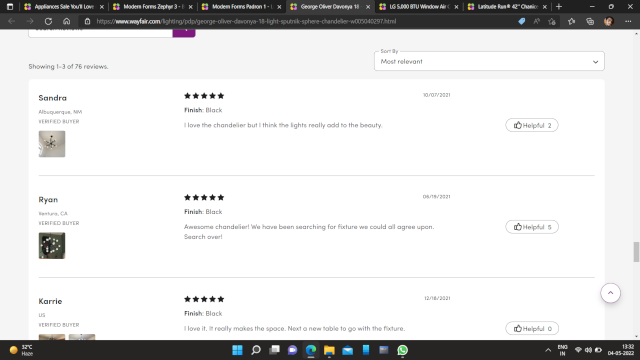 Appliances Sale You'll Love
Modern Forms Zephyr 3 -
Modern Forms Padron 1 -
George Oliver Davonya 18
LG 5,000 BTU Window Air C
Latitude Run® 42" Chanie
https://www.wayfair.com/lighting/pdp/george-oliver-davonya-18-light-sputnik-sphere-chandelier-w005040297.html
Showing 1-3 of 76 reviews.
Sort By
Most relevant
Sandra
Albuquerque, NM
VERIFIED BUYER
10/07/2021
Finish: Black
I love the chandelier but I think the lights really add to the beauty.
Helpful 2
Ryan
Ventura, CA
VERIFIED BUYER
06/19/2021
Finish: Black
Awesome chandelier! We have been searching for fixture we could all agree upon.
Search over!
Helpful 5
Karrie
US
VERIFIED BUYER
12/18/2021
Finish: Black
I love it. It really makes the space. Next a new table to go with the fixture.
Helpful 0
32°C
Haze
ENG
IN
13:32
04-05-2022